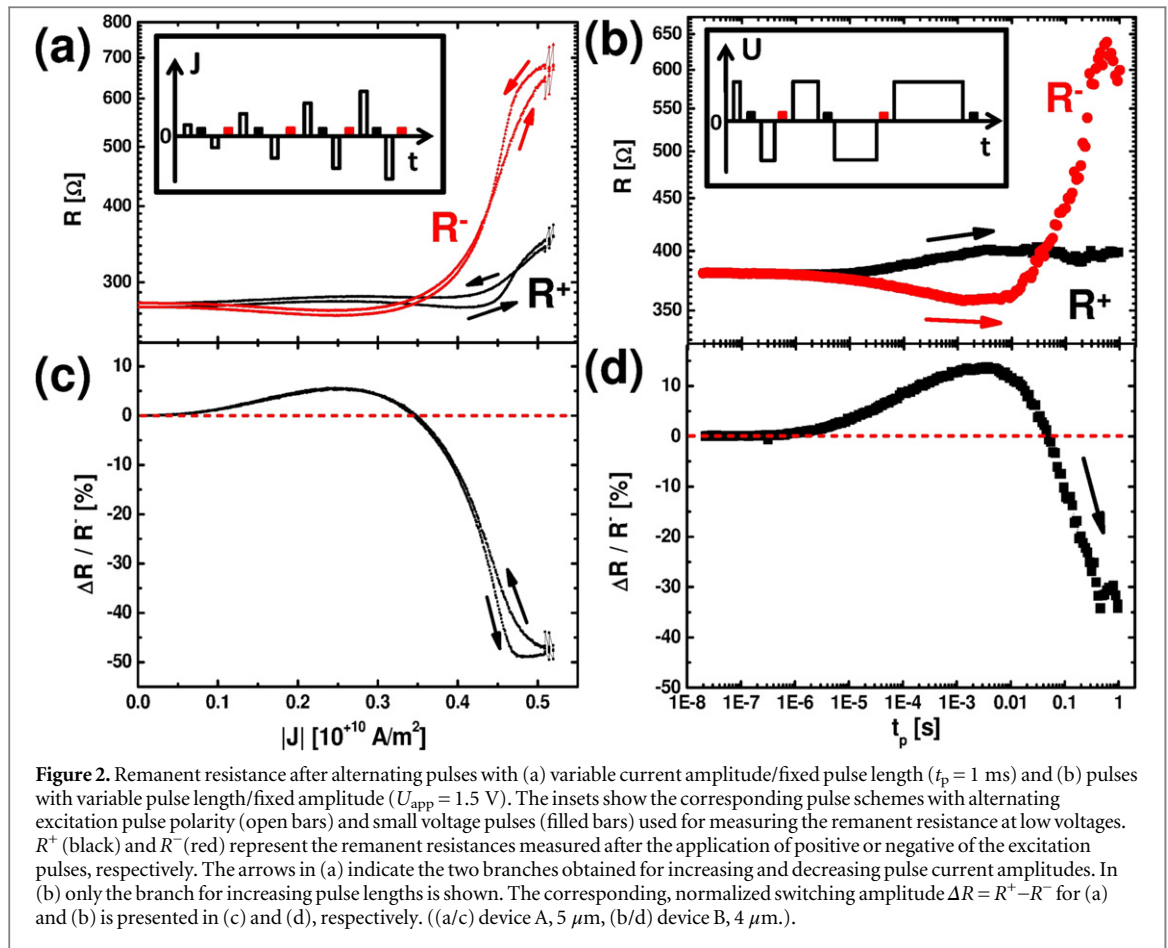 (a)
J
0
t
R [Ω]
700
600
500
400
300
R⁻
R⁺
(b)
U
0
t
R [Ω]
650
600
550
500
450
400
350
R⁻
R⁺
(c)
ΔR / R⁻ [%]
10
0
-10
-20
-30
-40
-50
0.0 0.1 0.2 0.3 0.4 0.5
|J| [10⁺¹⁰ A/m²]
(d)
ΔR / R⁻ [%]
10
0
-10
-20
-30
-40
-50
1E-8 1E-7 1E-6 1E-5 1E-4 1E-3 0.01 0.1 1
tₚ [s]
Figure 2. Remanent resistance after alternating pulses with (a) variable current amplitude/fixed pulse length (tₚ = 1 ms) and (b) pulses
with variable pulse length/fixed amplitude (Uₐₚₚ = 1.5 V). The insets show the corresponding pulse schemes with alternating
excitation pulse polarity (open bars) and small voltage pulses (filled bars) used for measuring the remanent resistance at low voltages.
R⁺ (black) and R⁻(red) represent the remanent resistances measured after the application of positive or negative of the excitation
pulses, respectively. The arrows in (a) indicate the two branches obtained for increasing and decreasing pulse current amplitudes. In
(b) only the branch for increasing pulse lengths is shown. The corresponding, normalized switching amplitude ΔR = R⁺−R⁻ for (a)
and (b) is presented in (c) and (d), respectively. ((a/c) device A, 5 μm, (b/d) device B, 4 μm.).